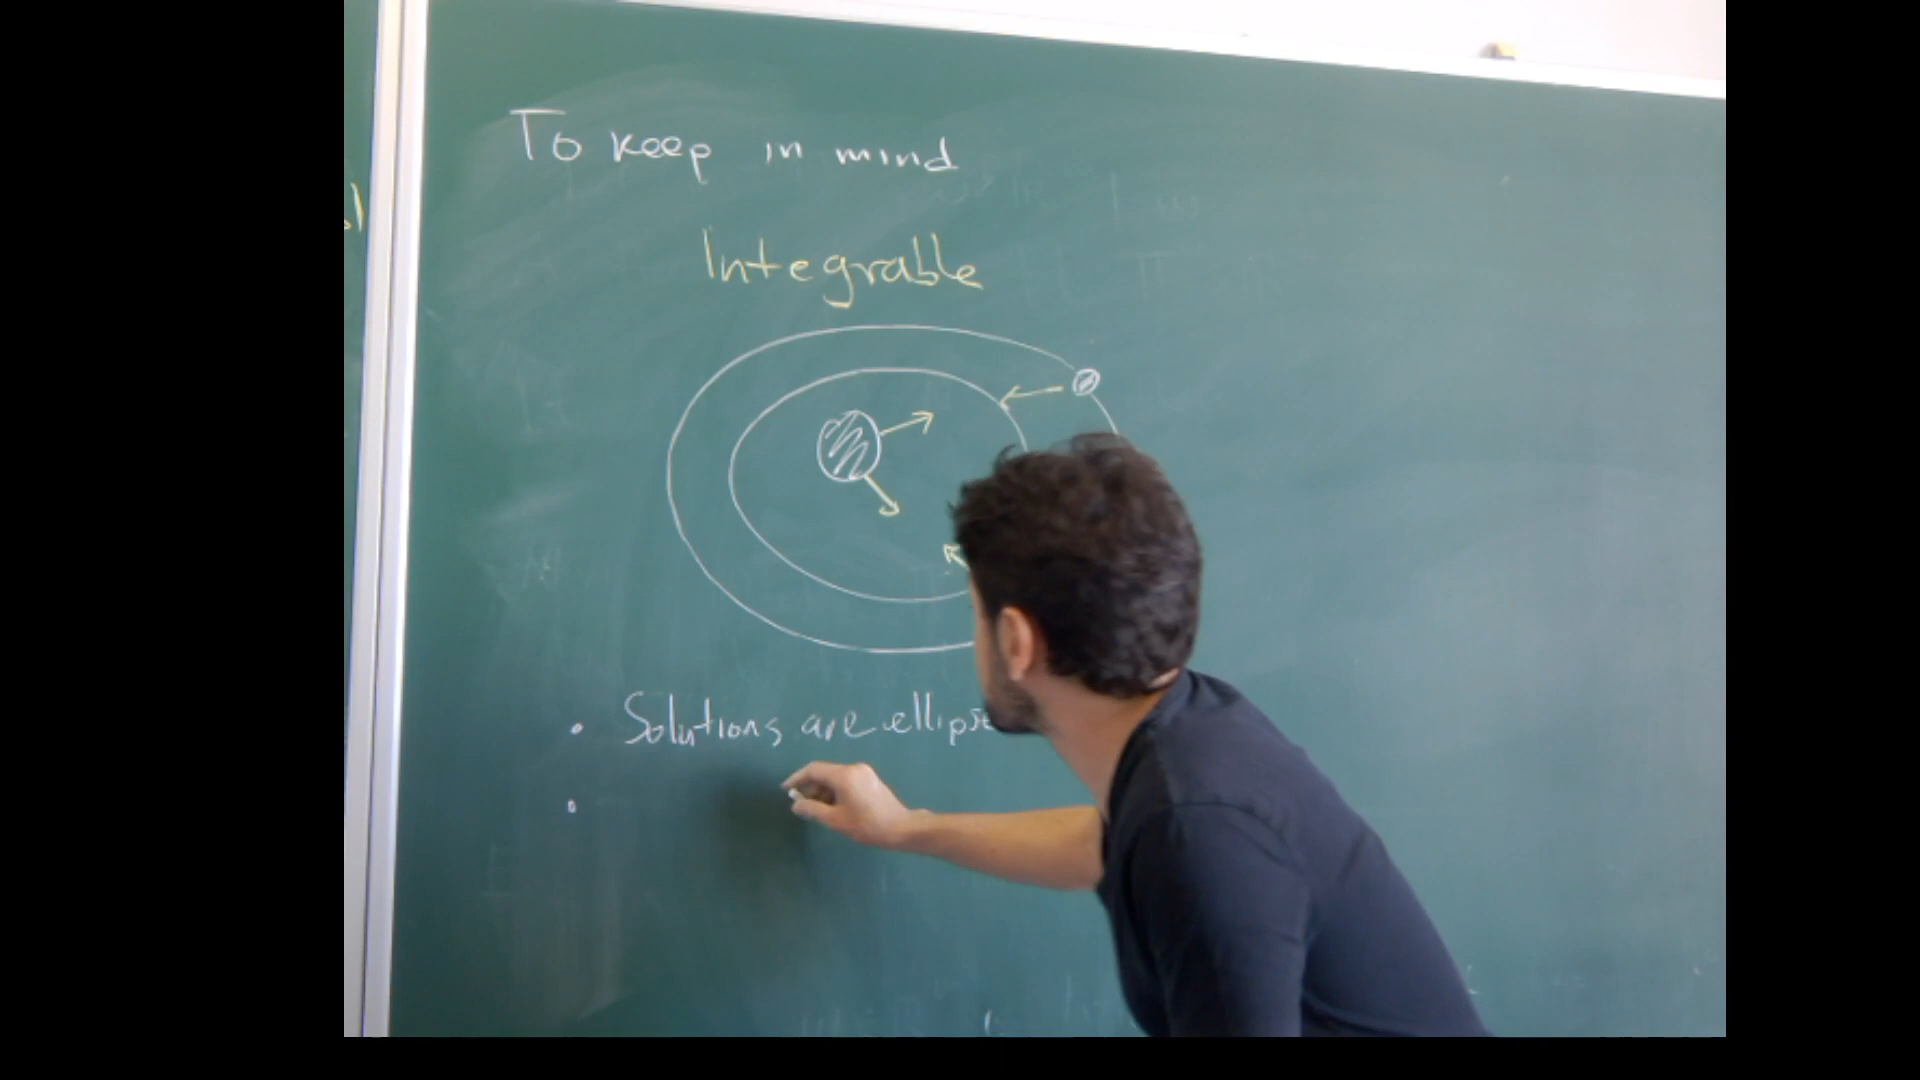 To keep in mind
Integrable
• Solutions are ellipse
•